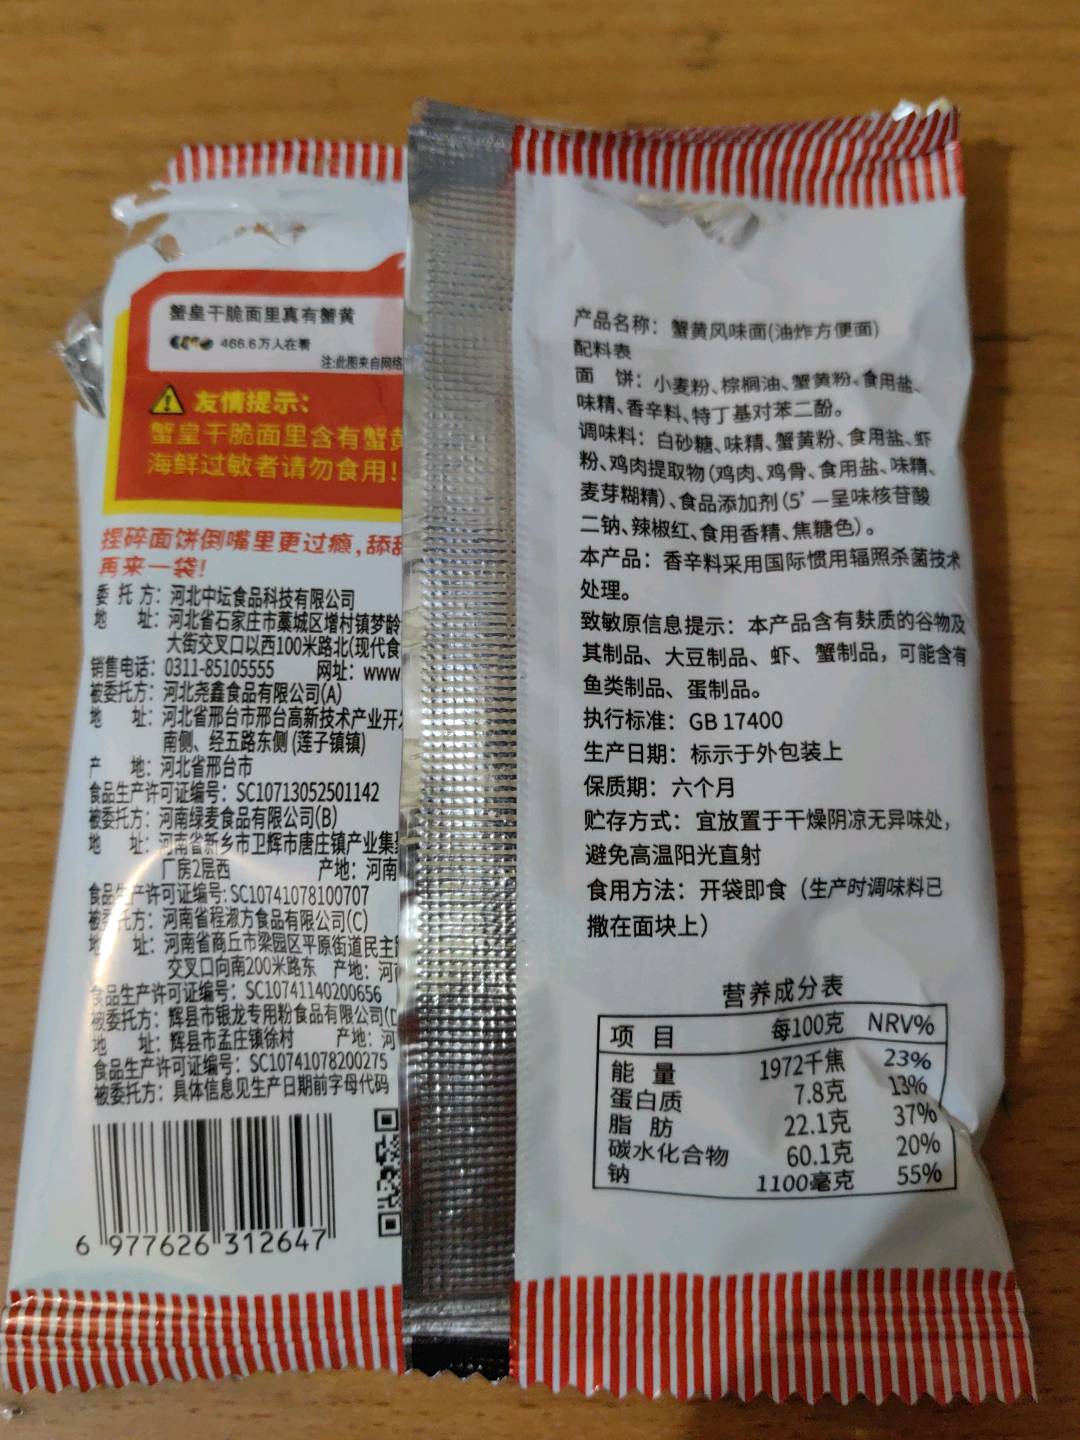 蟹皇干脆面里真有蟹黄
466.6万人在看
注:此图来自网络
友情提示:
蟹皇干脆面里含有蟹黄
海鲜过敏者请勿食用!
捏碎面饼倒嘴里更过瘾,舔
再来一袋!
委 托 方: 河北中坛食品科技有限公司
地 址: 河北省石家庄市藁城区增村镇梦龄
大街交叉口以西100米路北(现代食
销售电话: 0311-85105555 网址: www
被委托方: 河北尧鑫食品有限公司(A)
地 址: 河北省邢台市邢台高新技术产业开
南侧、经五路东侧 (莲子镇镇)
产 地: 河北省邢台市
食品生产许可证编号: SC10713052501142
被委托方: 河南绿麦食品有限公司(B)
地 址: 河南省新乡市卫辉市唐庄镇产业集
厂房2层西 产地: 河南
食品生产许可证编号: SC10741078100707
被委托方: 河南省程淑方食品有限公司(C)
地 址: 河南省商丘市梁园区平原街道民主
交叉口向南200米路东 产地: 河
食品生产许可证编号: SC10741140200656
被委托方: 辉县市银龙专用粉食品有限公司(
地 址: 辉县市孟庄镇徐村 产地: 河
食品生产许可证编号: SC10741078200275
被委托方: 具体信息见生产日期前字母代码
6 977626 312647
产品名称: 蟹黄风味面(油炸方便面)
配料表
面 饼: 小麦粉、棕榈油、蟹黄粉、食用盐、
味精、香辛料、特丁基对苯二酚。
调味料: 白砂糖、味精、蟹黄粉、食用盐、虾
粉、鸡肉提取物(鸡肉、鸡骨、食用盐、味精、
麦芽糊精)、食品添加剂(5’—呈味核苷酸
二钠、辣椒红、食用香精、焦糖色)。
本产品: 香辛料采用国际惯用辐照杀菌技术
处理。
致敏原信息提示: 本产品含有麸质的谷物及
其制品、大豆制品、虾、蟹制品, 可能含有
鱼类制品、蛋制品。
执行标准: GB 17400
生产日期: 标示于外包装上
保质期: 六个月
贮存方式: 宜放置于干燥阴凉无异味处,
避免高温阳光直射
食用方法: 开袋即食 (生产时调味料已
撒在面块上)
营养成分表
项 目 每100克 NRV%
能 量 1972千焦 23%
蛋白质 7.8克 13%
脂 肪 22.1克 37%
碳水化合物 60.1克 20%
钠 1100毫克 55%